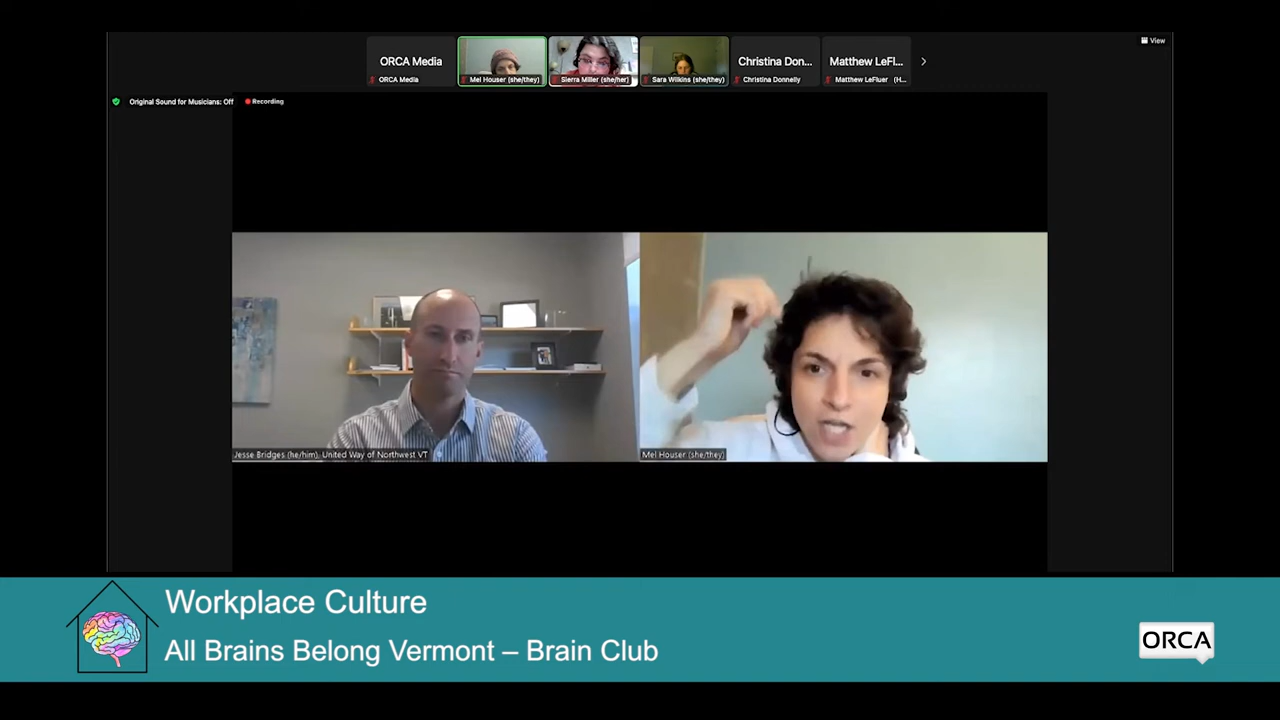 View
ORCA Media
ORCA Media
Mel Houser (she/they)
Sierra Miller (she/her)
Sara Wilkins (she/they)
Christina Don...
Christina Donnelly
Matthew LeFl...
Matthew LeFluer (H...
Original Sound for Musicians: Off
Recording
Jesse Bridges (he/him), United Way of Northwest VT
Mel Houser (she/they)
Workplace Culture
All Brains Belong Vermont – Brain Club
ORCA